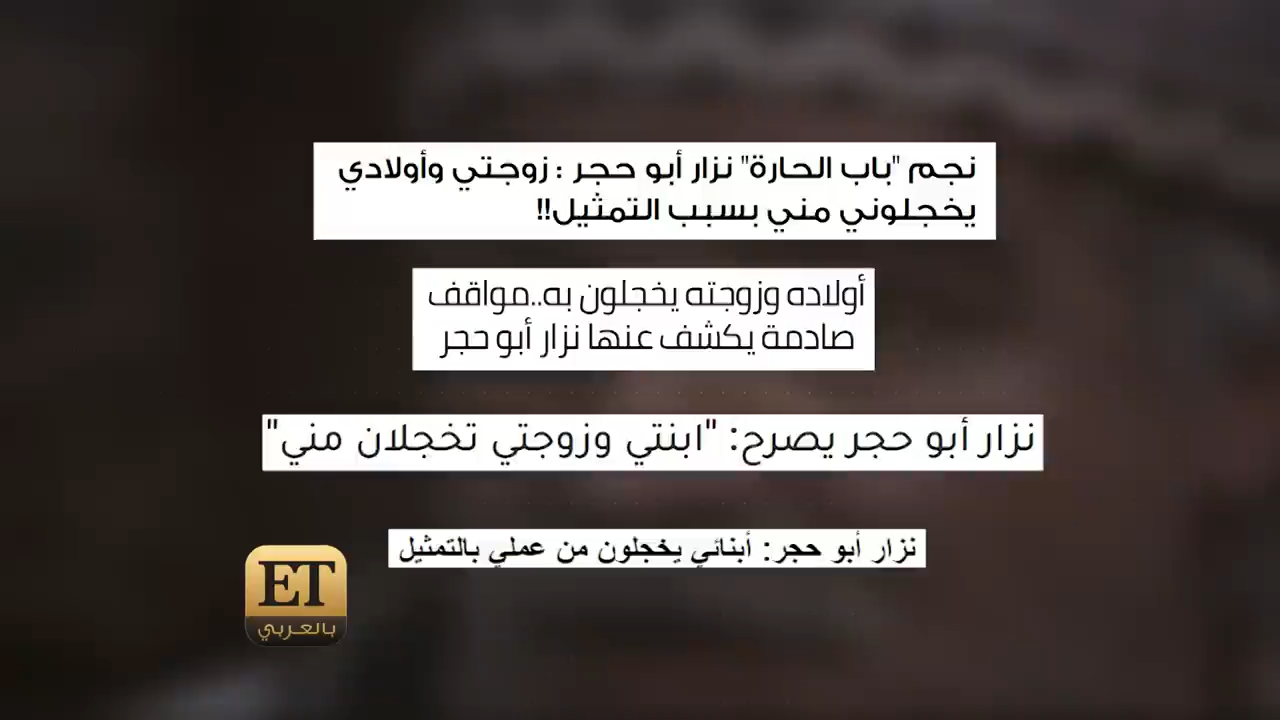 نجم "باب الحارة" نزار أبو حجر : زوجتي وأولادي
يخجلوني مني بسبب التمثيل!!
أولاده وزوجته يخجلون به..مواقف
صادمة يكشف عنها نزار أبو حجر
نزار أبو حجر يصرح: "ابنتي وزوجتي تخجلان مني"
نزار أبو حجر: أبنائي يخجلون من عملي بالتمثيل
ET
بالعربي